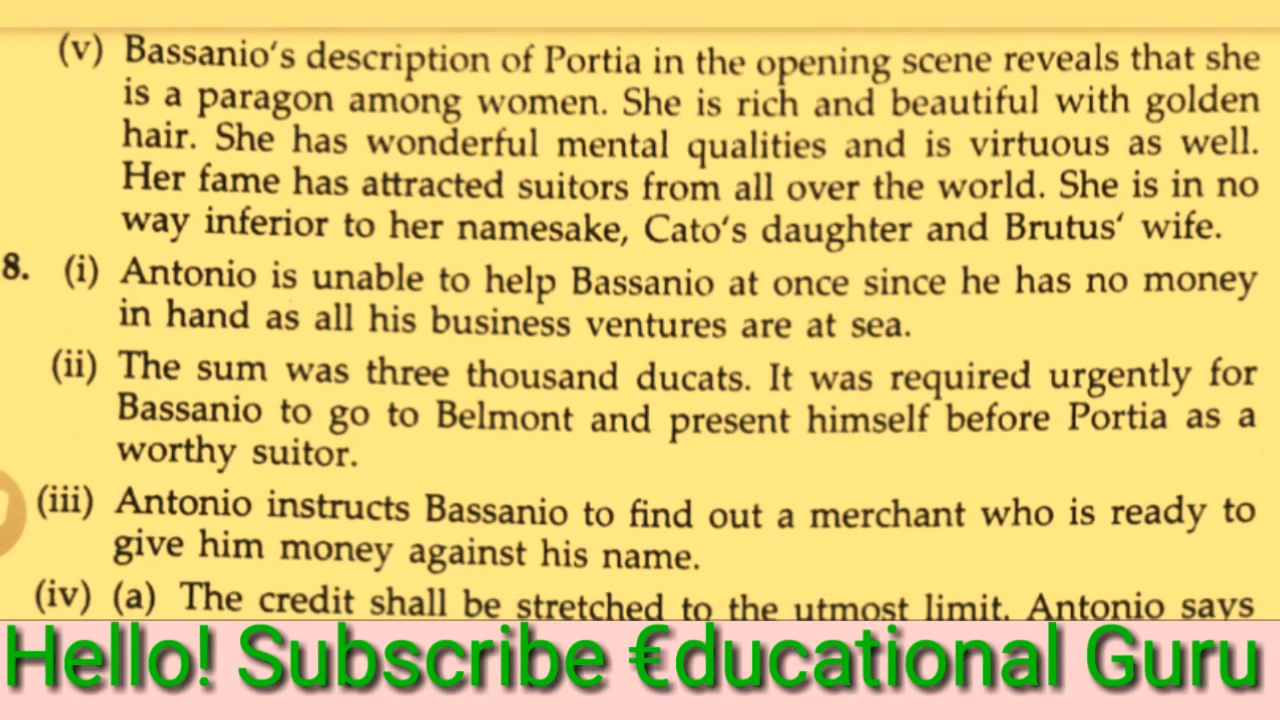 (v) Bassanio‘s description of Portia in the opening scene reveals that she
is a paragon among women. She is rich and beautiful with golden
hair. She has wonderful mental qualities and is virtuous as well.
Her fame has attracted suitors from all over the world. She is in no
way inferior to her namesake, Cato‘s daughter and Brutus‘ wife.
8. (i) Antonio is unable to help Bassanio at once since he has no money
in hand as all his business ventures are at sea.
(ii) The sum was three thousand ducats. It was required urgently for
Bassanio to go to Belmont and present himself before Portia as a
worthy suitor.
(iii) Antonio instructs Bassanio to find out a merchant who is ready to
give him money against his name.
(iv) (a) The credit shall be stretched to the utmost limit. Antonio says
Hello! Subscribe €ducational Guru